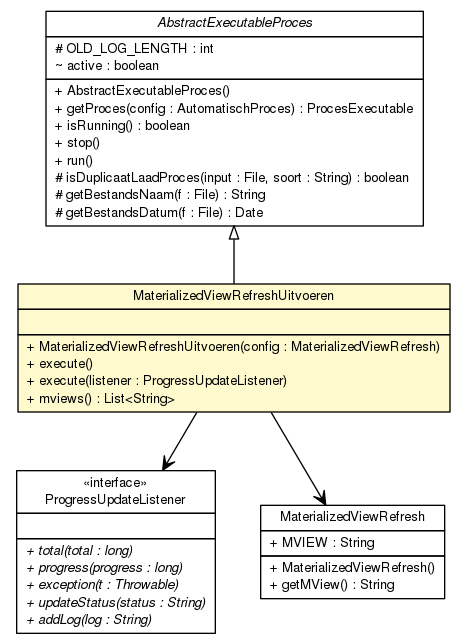 AbstractExecutableProces
# OLD_LOG_LENGTH : int
~ active : boolean
+ AbstractExecutableProces()
+ getProces(config : AutomatischProces) : ProcesExecutable
+ isRunning() : boolean
+ stop()
+ run()
# isDuplicaatLaadProces(input : File, soort : String) : boolean
# getBestandsNaam(f : File) : String
# getBestandsDatum(f : File) : Date
MaterializedViewRefreshUitvoeren
+ MaterializedViewRefreshUitvoeren(config : MaterializedViewRefresh)
+ execute()
+ execute(listener : ProgressUpdateListener)
+ mviews() : List<String>
«interface»
ProgressUpdateListener
+ total(total : long)
+ progress(progress : long)
+ exception(t : Throwable)
+ updateStatus(status : String)
+ addLog(log : String)
MaterializedViewRefresh
+ MVIEW : String
+ MaterializedViewRefresh()
+ getMView() : String